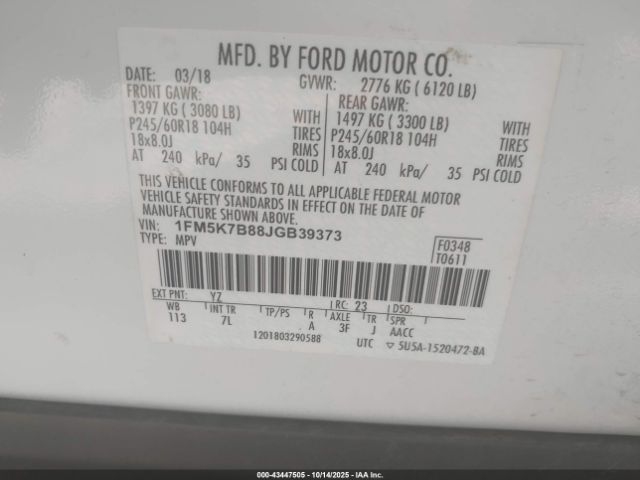 MFD. BY FORD MOTOR CO.
DATE: 03/18 GVWR: 2776 KG ( 6120 LB)
FRONT GAWR: REAR GAWR:
1397 KG ( 3080 LB) WITH 1497 KG ( 3300 LB) WITH
P245/60R18 104H TIRES P245/60R18 104H TIRES
18x8.0J RIMS 18x8.0J RIMS
AT 240 kPa/ 35 PSI COLD AT 240 kPa/ 35 PSI COLD
THIS VEHICLE CONFORMS TO ALL APPLICABLE FEDERAL MOTOR
VEHICLE SAFETY STANDARDS IN EFFECT ON THE DATE OF
MANUFACTURE SHOWN ABOVE.
VIN: 1FM5K7B88JGB39373
TYPE: MPV
F0348
T0611
EXT PNT: YZ RC: 23 DSO:
WB INT TR TP/PS R AXLE TR SPR
113 7L A 3F J AACC
1201803290588 UTC ▽ 5U5A-1520472-BA
000-43447505 - 10/14/2025 - IAAI.COM